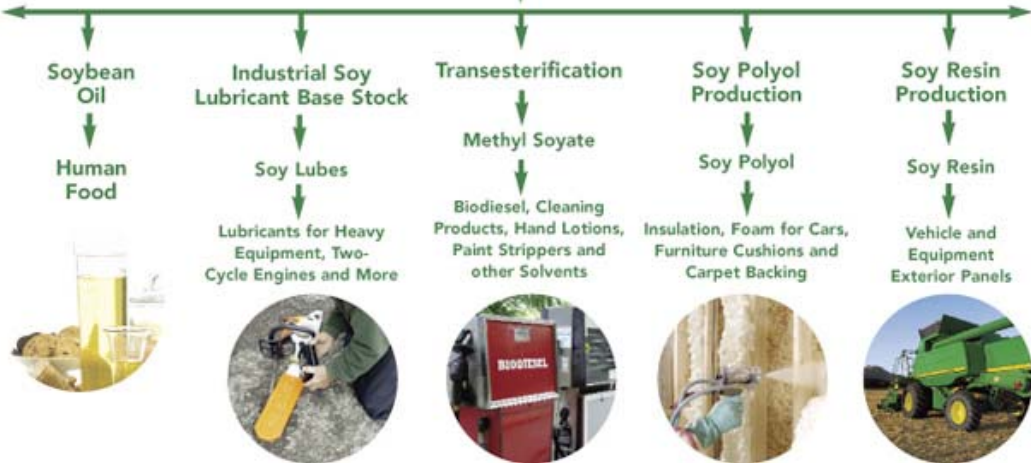 Soybean
Oil
Human
Food
Industrial Soy
Lubricant Base Stock
Soy Lubes
Lubricants for Heavy
Equipment, Two-
Cycle Engines and More
Transesterification
Methyl Soyate
Biodiesel, Cleaning
Products, Hand Lotions,
Paint Strippers and
other Solvents
BIODIESEL
Soy Polyol
Production
Soy Polyol
Insulation, Foam for Cars,
Furniture Cushions and
Carpet Backing
Soy Resin
Production
Soy Resin
Vehicle and
Equipment
Exterior Panels